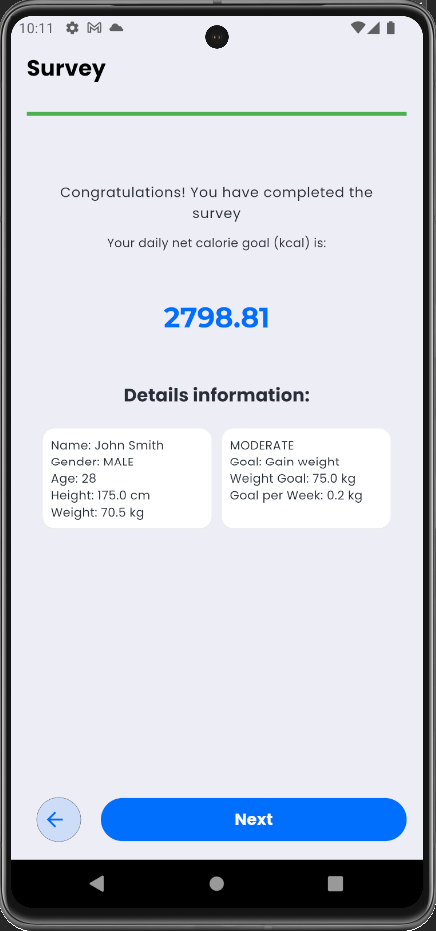 10:11
Survey
Congratulations! You have completed the
survey
Your daily net calorie goal (kcal) is:
2798.81
Details information:
Name: John Smith
Gender: MALE
Age: 28
Height: 175.0 cm
Weight: 70.5 kg
MODERATE
Goal: Gain weight
Weight Goal: 75.0 kg
Goal per Week: 0.2 kg
Next